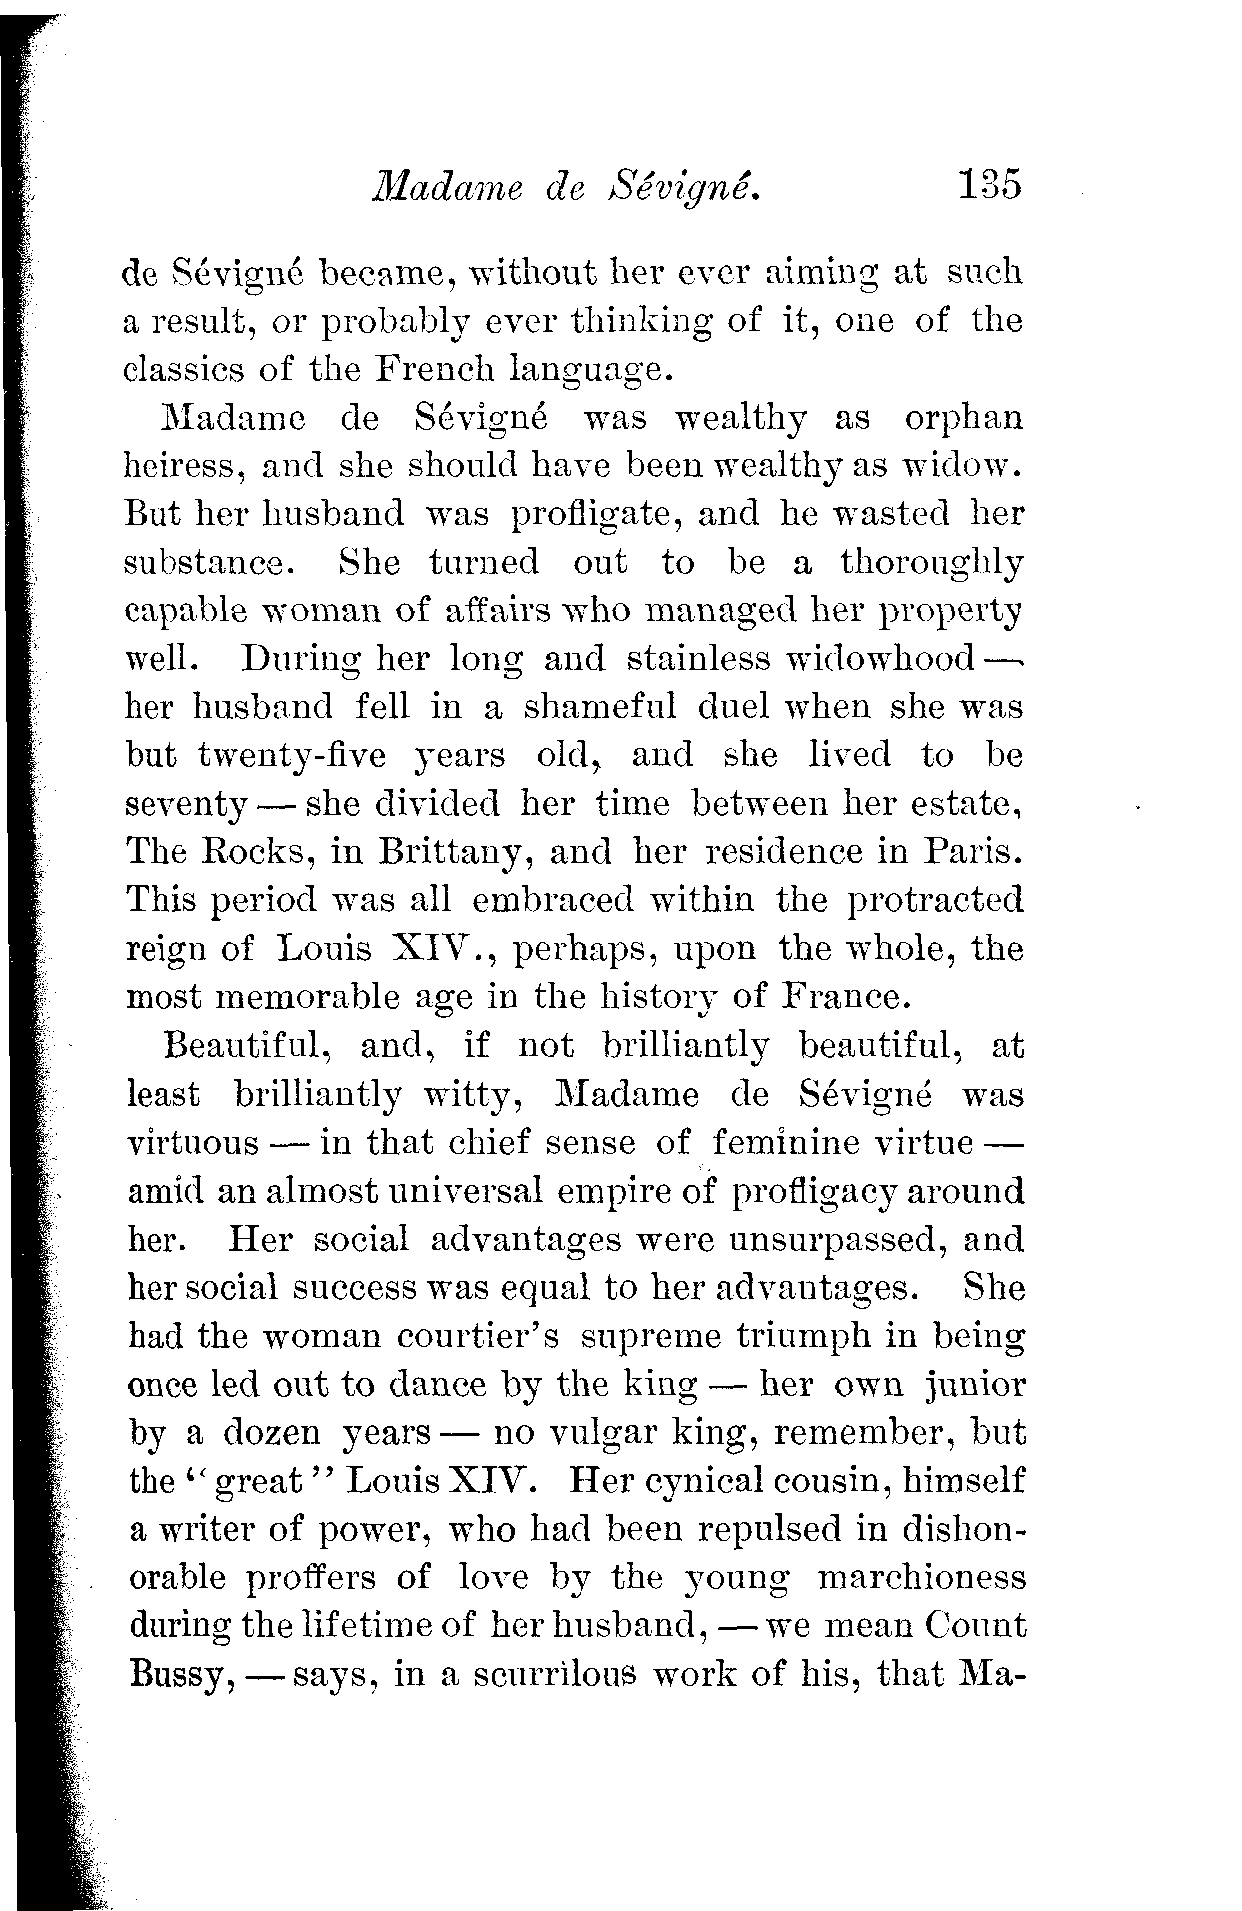 Madame de Sévigné. 135
de Sévigné became, without her ever aiming at such
a result, or probably ever thinking of it, one of the
classics of the French language.
Madame de Sévigné was wealthy as orphan
heiress, and she should have been wealthy as widow.
But her husband was profligate, and he wasted her
substance. She turned out to be a thoroughly
capable woman of affairs who managed her property
well. During her long and stainless widowhood —
her husband fell in a shameful duel when she was
but twenty-five years old, and she lived to be
seventy — she divided her time between her estate,
The Rocks, in Brittany, and her residence in Paris.
This period was all embraced within the protracted
reign of Louis XIV., perhaps, upon the whole, the
most memorable age in the history of France.
Beautiful, and, if not brilliantly beautiful, at
least brilliantly witty, Madame de Sévigné was
virtuous — in that chief sense of feminine virtue —
amid an almost universal empire of profligacy around
her. Her social advantages were unsurpassed, and
her social success was equal to her advantages. She
had the woman courtier's supreme triumph in being
once led out to dance by the king — her own junior
by a dozen years — no vulgar king, remember, but
the "great" Louis XIV. Her cynical cousin, himself
a writer of power, who had been repulsed in dishon-
orable proffers of love by the young marchioness
during the lifetime of her husband, — we mean Count
Bussy, — says, in a scurrilous work of his, that Ma-